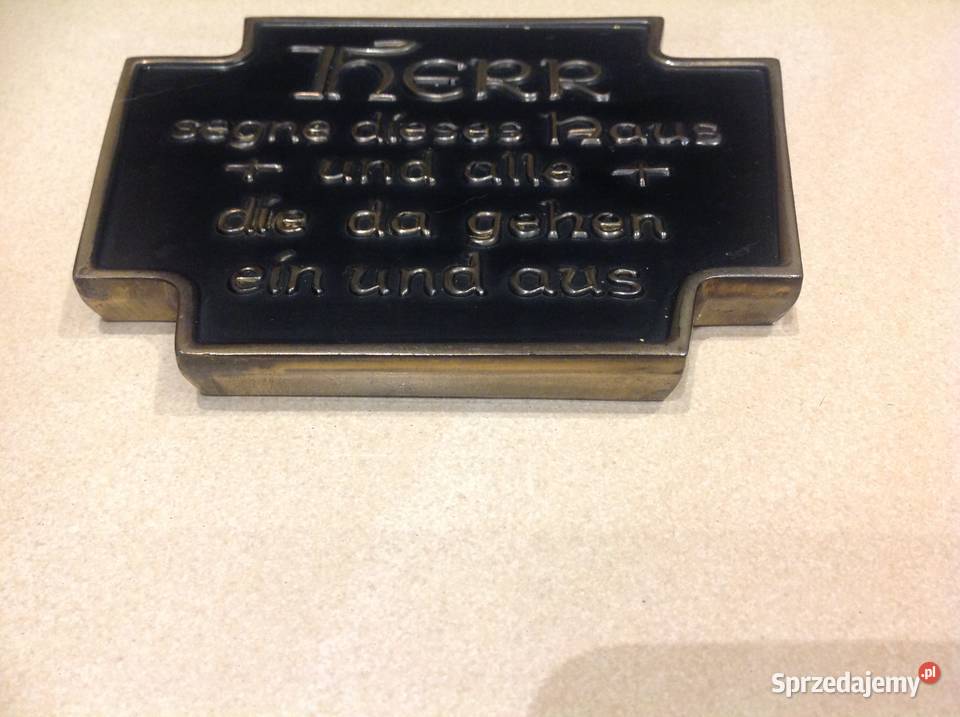 HERR
segne dieses Haus
+ und alle +
die da gehen
ein und aus
Sprzedajemy.pl